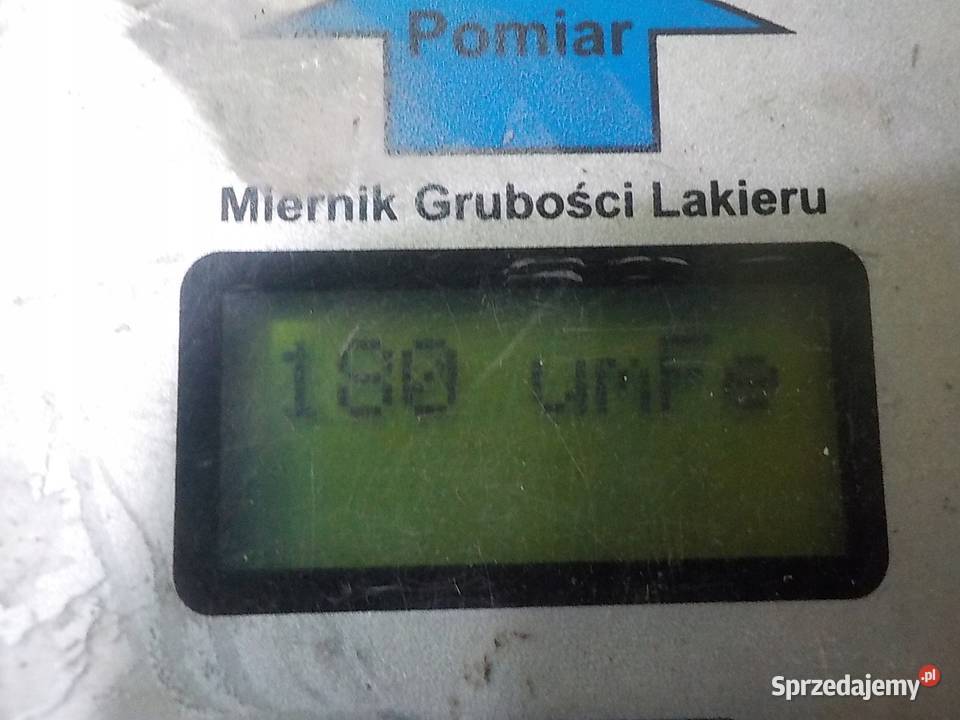 Pomiar
Miernik Grubości Lakieru
180 umFe
Sprzedajemy.pl